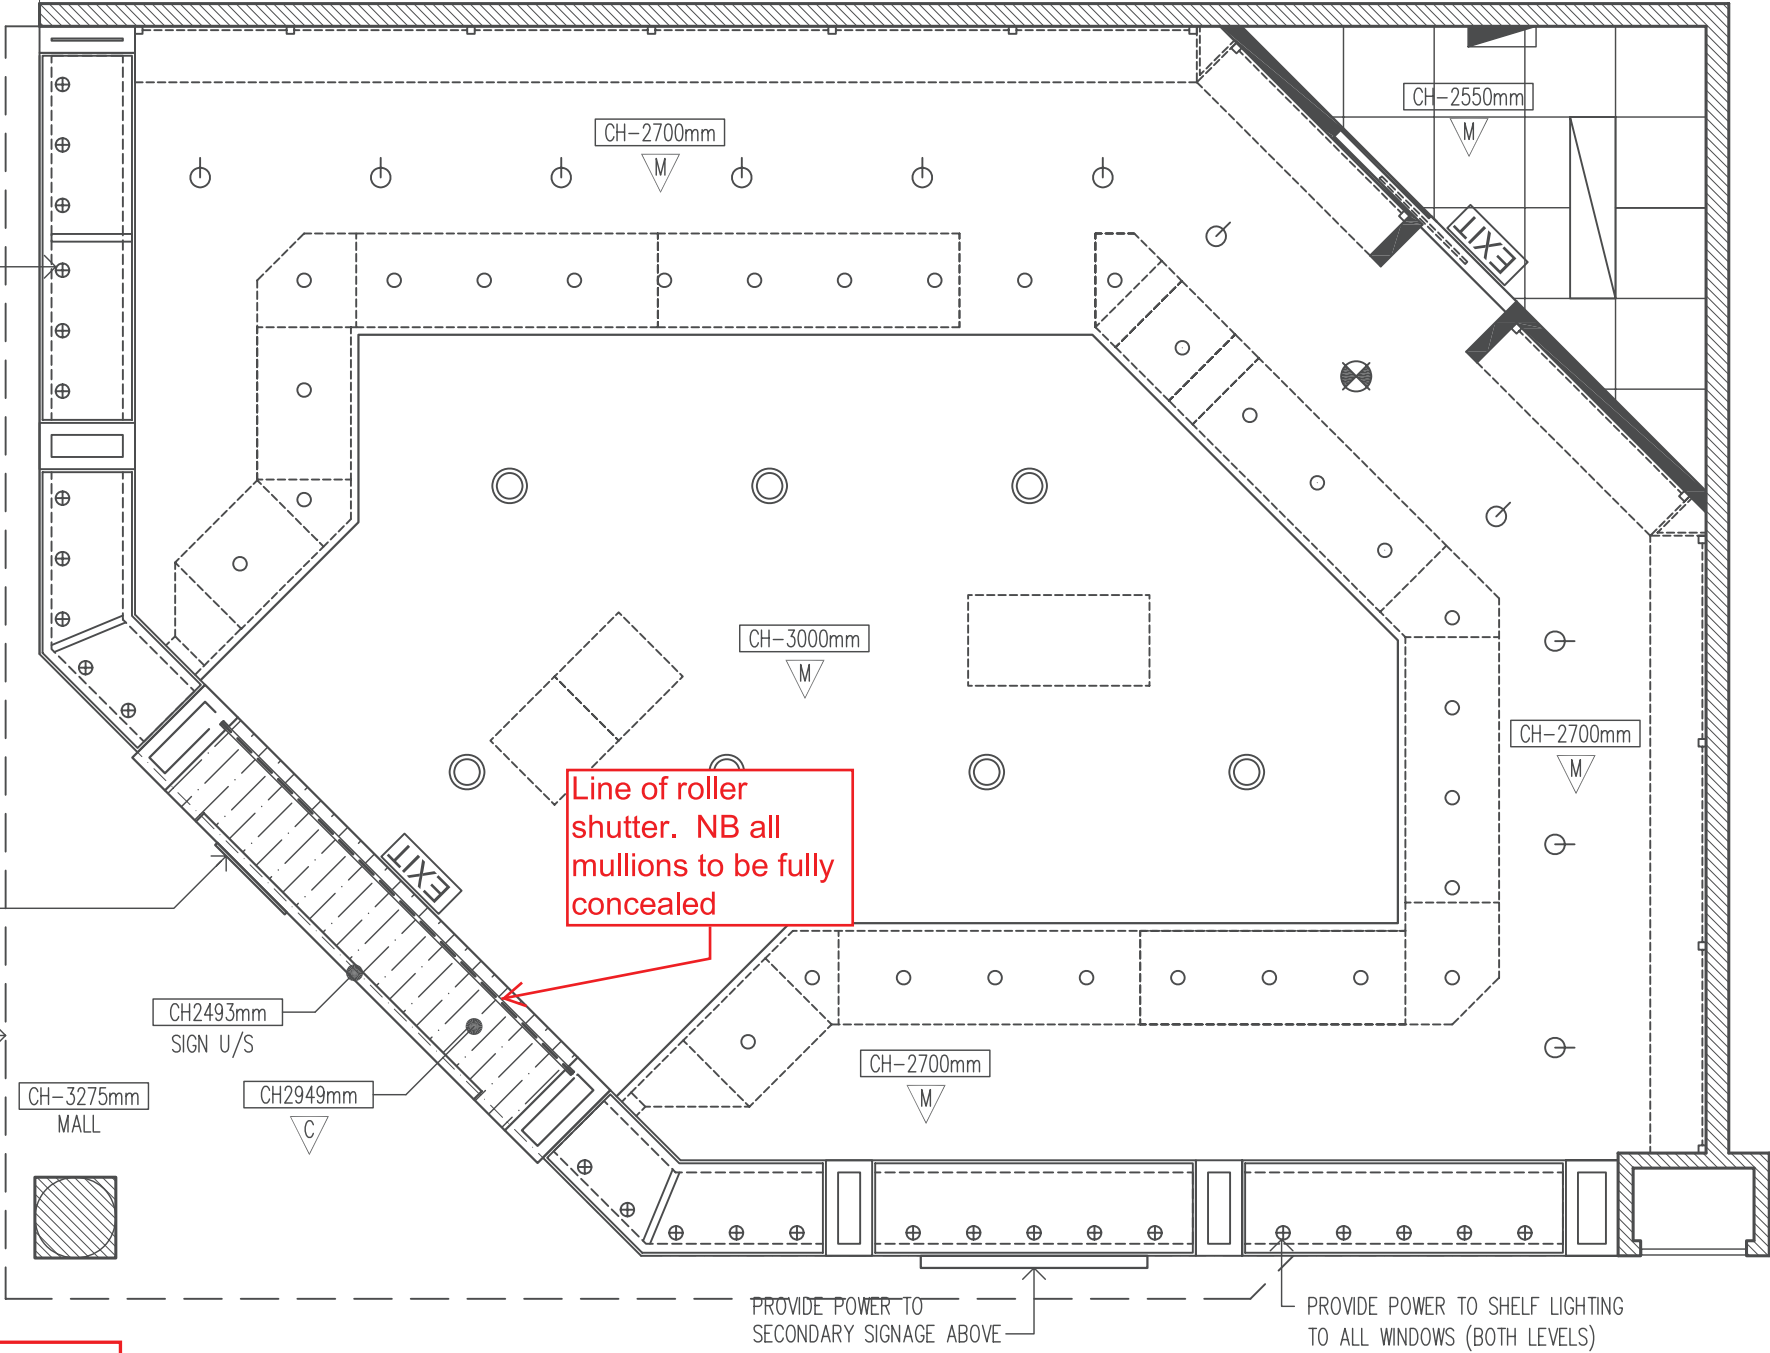 CH-2700mm
M
CH-2550mm
M
EXIT
CH-3000mm
M
CH-2700mm
M
Line of roller
shutter. NB all
mullions to be fully
concealed
EXIT
CH2493mm
SIGN U/S
CH2949mm
C
CH-3275mm
MALL
CH-2700mm
M
PROVIDE POWER TO
SECONDARY SIGNAGE ABOVE
PROVIDE POWER TO SHELF LIGHTING
TO ALL WINDOWS (BOTH LEVELS)